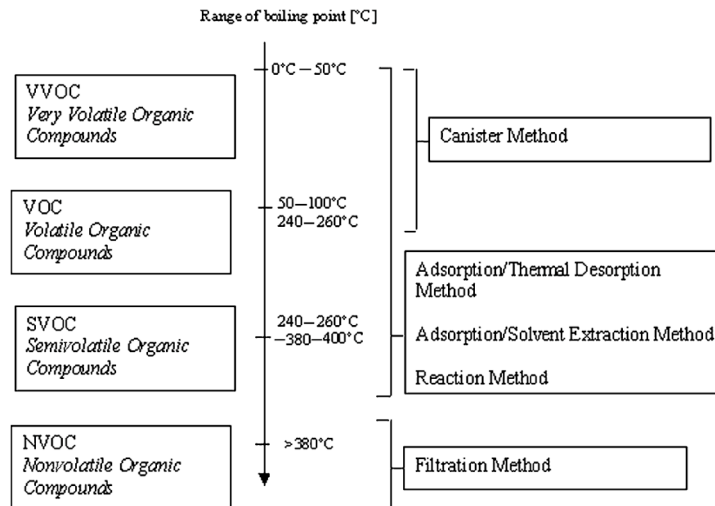 Range of boiling point [°C]
0°C – 50°C
VVOC
Very Volatile Organic
Compounds
Canister Method
VOC
Volatile Organic
Compounds
50–100°C
240–260°C
Adsorption/Thermal Desorption
Method
Adsorption/Solvent Extraction Method
Reaction Method
SVOC
Semivolatile Organic
Compounds
240–260°C
–380–400°C
NVOC
Nonvolatile Organic
Compounds
>380°C
Filtration Method